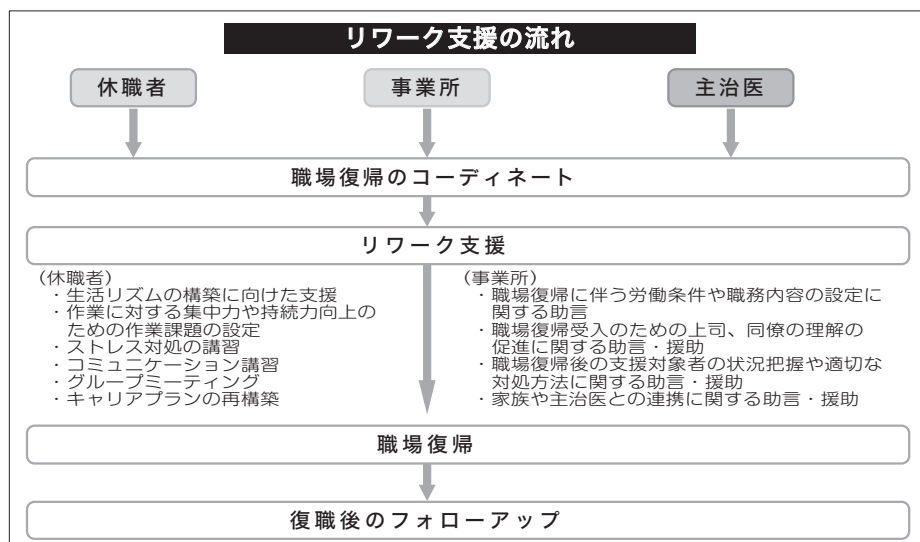 リワーク支援の流れ
休職者
事業所
主治医
職場復帰のコーディネート
リワーク支援
（休職者）
・生活リズムの構築に向けた支援
・作業に対する集中力や持続力向上の
ための作業課題の設定
・ストレス対処の講習
・コミュニケーション講習
・グループミーティング
・キャリアプランの再構築
（事業所）
・職場復帰に伴う労働条件や職務内容の設定に
関する助言
・職場復帰受入のための上司、同僚の理解の
促進に関する助言・援助
・職場復帰後の支援対象者の状況把握や適切な
対処方法に関する助言・援助
・家族や主治医との連携に関する助言・援助
職場復帰
復職後のフォローアップ